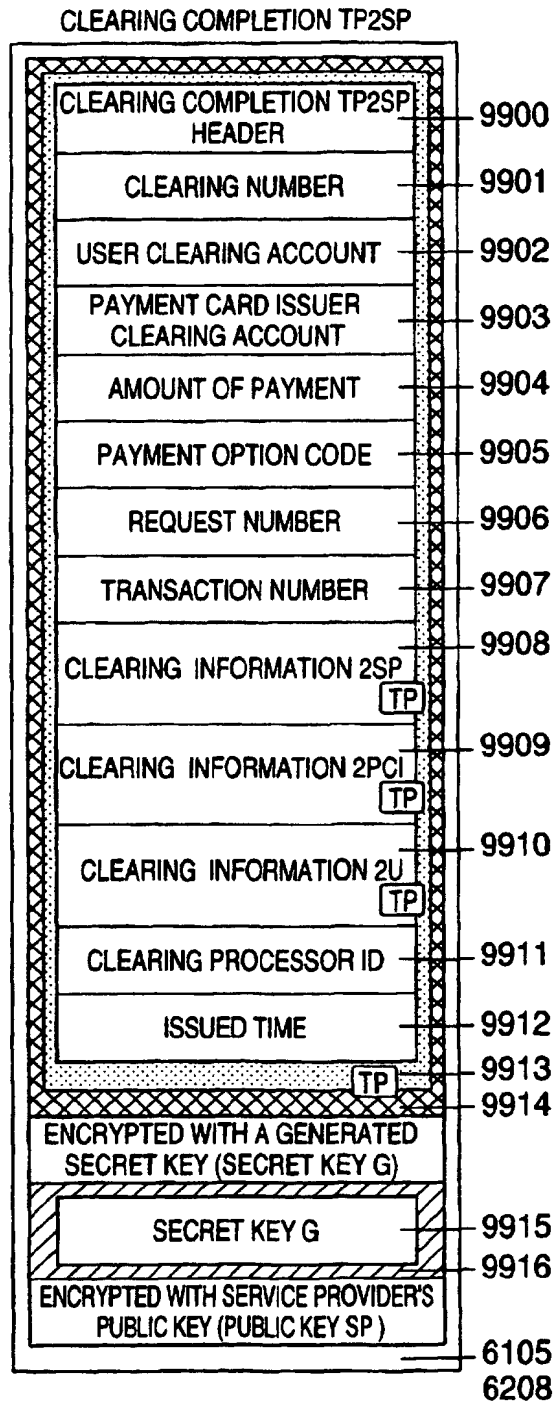 CLEARING COMPLETION TP2SP
CLEARING COMPLETION TP2SP
HEADER
9900
CLEARING NUMBER
9901
USER CLEARING ACCOUNT
9902
PAYMENT CARD ISSUER
CLEARING ACCOUNT
9903
AMOUNT OF PAYMENT
9904
PAYMENT OPTION CODE
9905
REQUEST NUMBER
9906
TRANSACTION NUMBER
9907
9908
CLEARING INFORMATION 2SP
TP
9909
CLEARING INFORMATION 2PCI
TP
9910
CLEARING INFORMATION 2U
TP
CLEARING PROCESSOR ID
9911
ISSUED TIME
9912
TP
9913
9914
ENCRYPTED WITH A GENERATED
SECRET KEY (SECRET KEY G)
SECRET KEY G
9915
9916
ENCRYPTED WITH SERVICE PROVIDER'S
PUBLIC KEY (PUBLIC KEY SP )
6105
6208